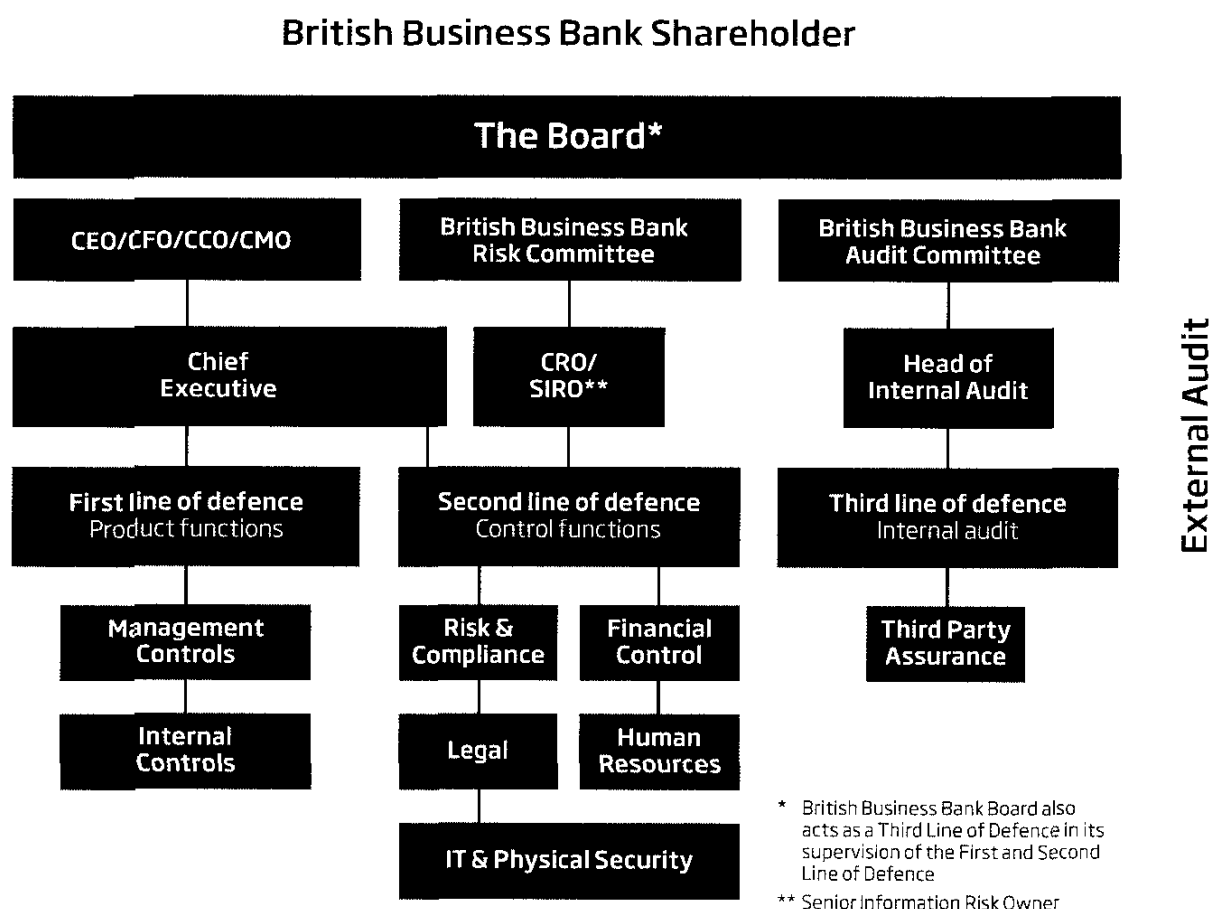 British Business Bank Shareholder
The Board*
CEO/CFO/CCO/CMO
British Business Bank
Risk Committee
British Business Bank
Audit Committee
Chief
Executive
CRO/
SIRO**
Head of
Internal Audit
External Audit
First line of defence
Product functions
Second line of defence
Control functions
Third line of defence
Internal audit
Management
Controls
Risk &
Compliance
Financial
Control
Third Party
Assurance
Internal
Controls
Legal
Human
Resources
IT & Physical Security
* British Business Bank Board also
acts as a Third Line of Defence in its
supervision of the First and Second
Line of Defence
** Senior Information Risk Owner